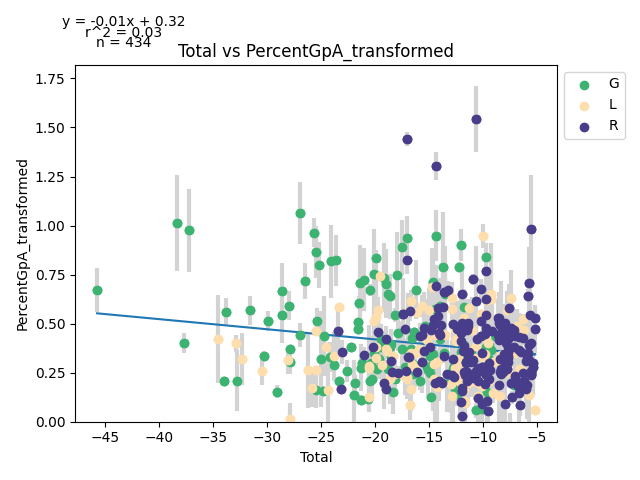 y = -0.01x + 0.32
r^2 = 0.03
n = 434
Total vs PercentGpA_transformed
G
L
R
PercentGpA_transformed
1.75
1.50
1.25
1.00
0.75
0.50
0.25
0.00
−45 −40 −35 −30 −25 −20 −15 −10 −5
Total